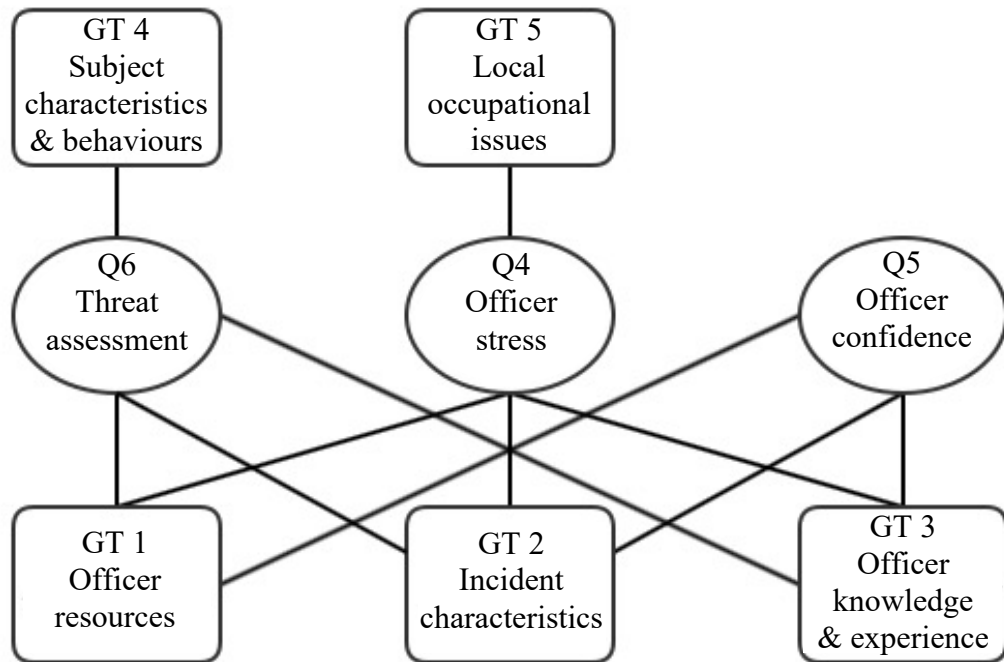 GT 4
Subject
characteristics
& behaviours
GT 5
Local
occupational
issues
Q6
Threat
assessment
Q4
Officer
stress
Q5
Officer
confidence
GT 1
Officer
resources
GT 2
Incident
characteristics
GT 3
Officer
knowledge
& experience